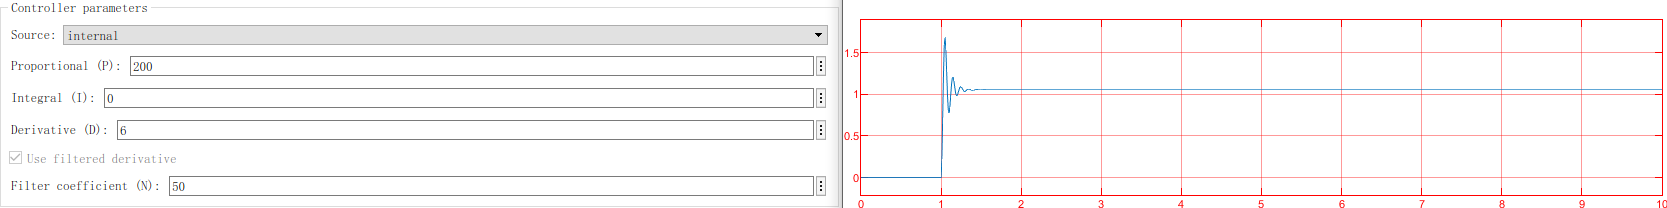 Controller parameters
Source: internal
Proportional (P): 200
Integral (I): 0
Derivative (D): 6
Use filtered derivative
Filter coefficient (N): 50
1.5
1
0.5
0
0 1 2 3 4 5 6 7 8 9 10